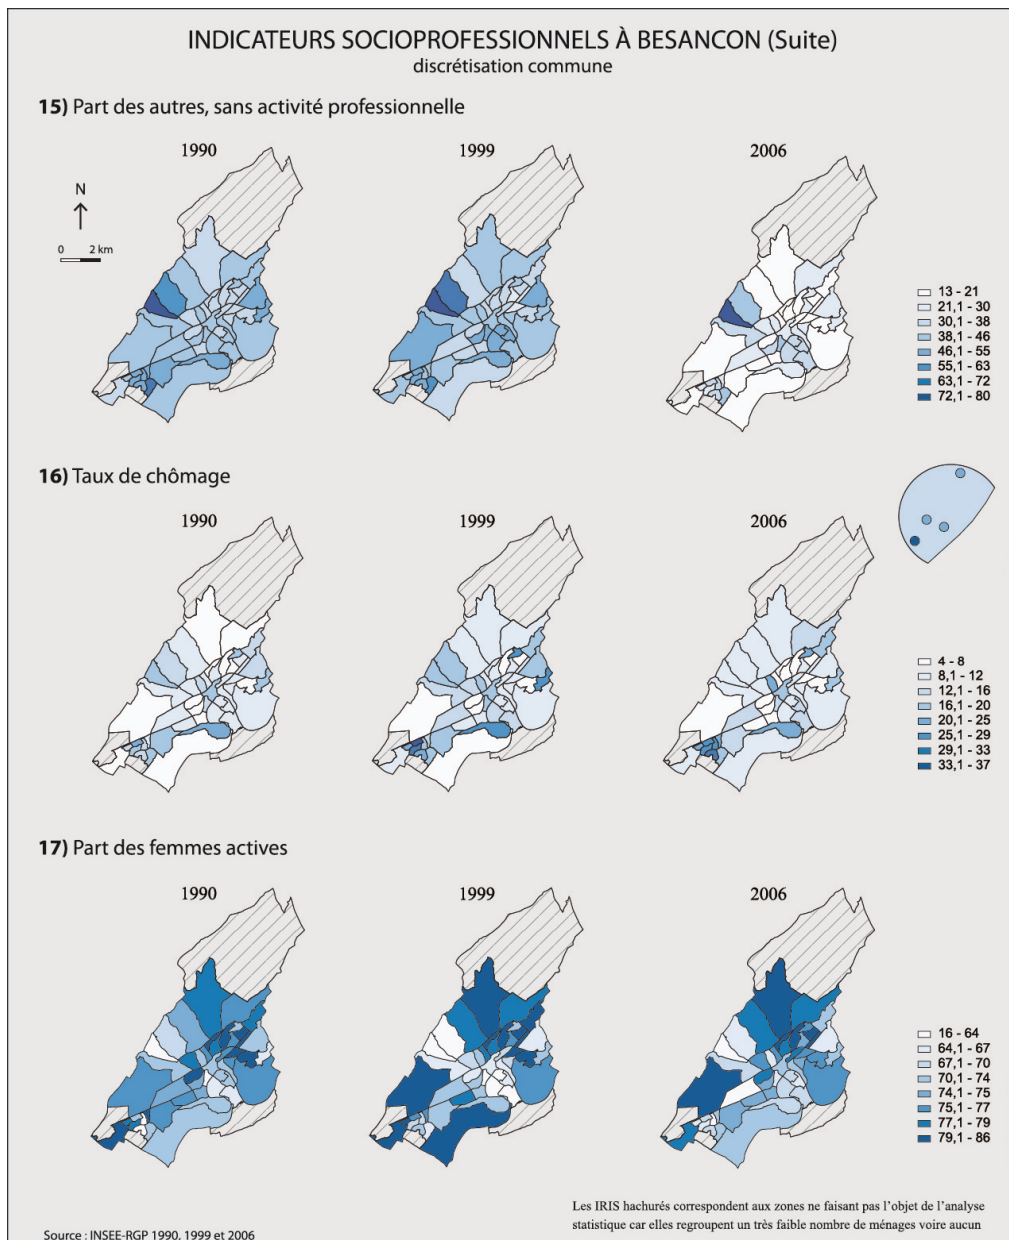 INDICATEURS SOCIOPROFESSIONNELS À BESANCON (Suite)
discrétisation commune
15) Part des autres, sans activité professionnelle
1990
1999
2006
N
0 2 km
13 - 21
21,1 - 30
30,1 - 38
38,1 - 46
46,1 - 55
55,1 - 63
63,1 - 72
72,1 - 80
16) Taux de chômage
1990
1999
2006
4 - 8
8,1 - 12
12,1 - 16
16,1 - 20
20,1 - 25
25,1 - 29
29,1 - 33
33,1 - 37
17) Part des femmes actives
1990
1999
2006
16 - 64
64,1 - 67
67,1 - 70
70,1 - 74
74,1 - 75
75,1 - 77
77,1 - 79
79,1 - 86
Les IRIS hachurés correspondent aux zones ne faisant pas l'objet de l'analyse
statistique car elles regroupent un très faible nombre de ménages voire aucun
Source : INSEE-RGP 1990, 1999 et 2006